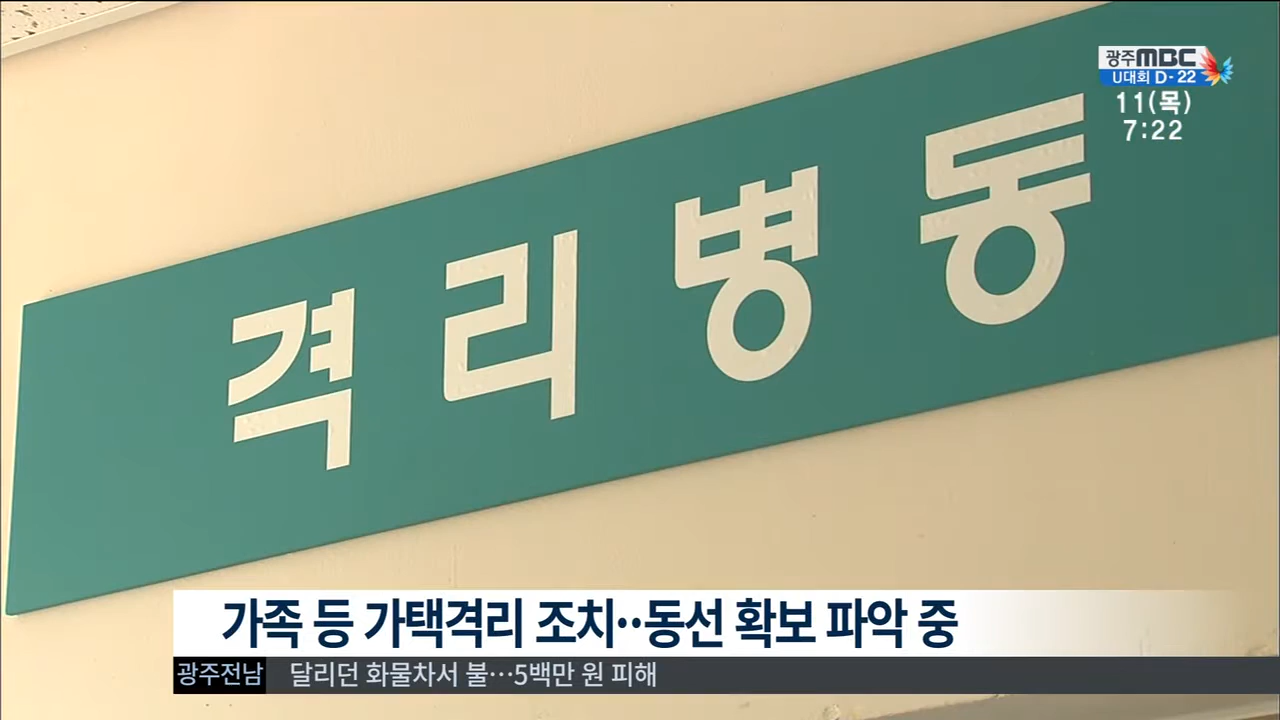 광주MBC
U대회 D-22
11(목)
7:22
격리병동
가족 등 가택격리 조치‥동선 확보 파악 중
광주전남 달리던 화물차서 불…5백만 원 피해